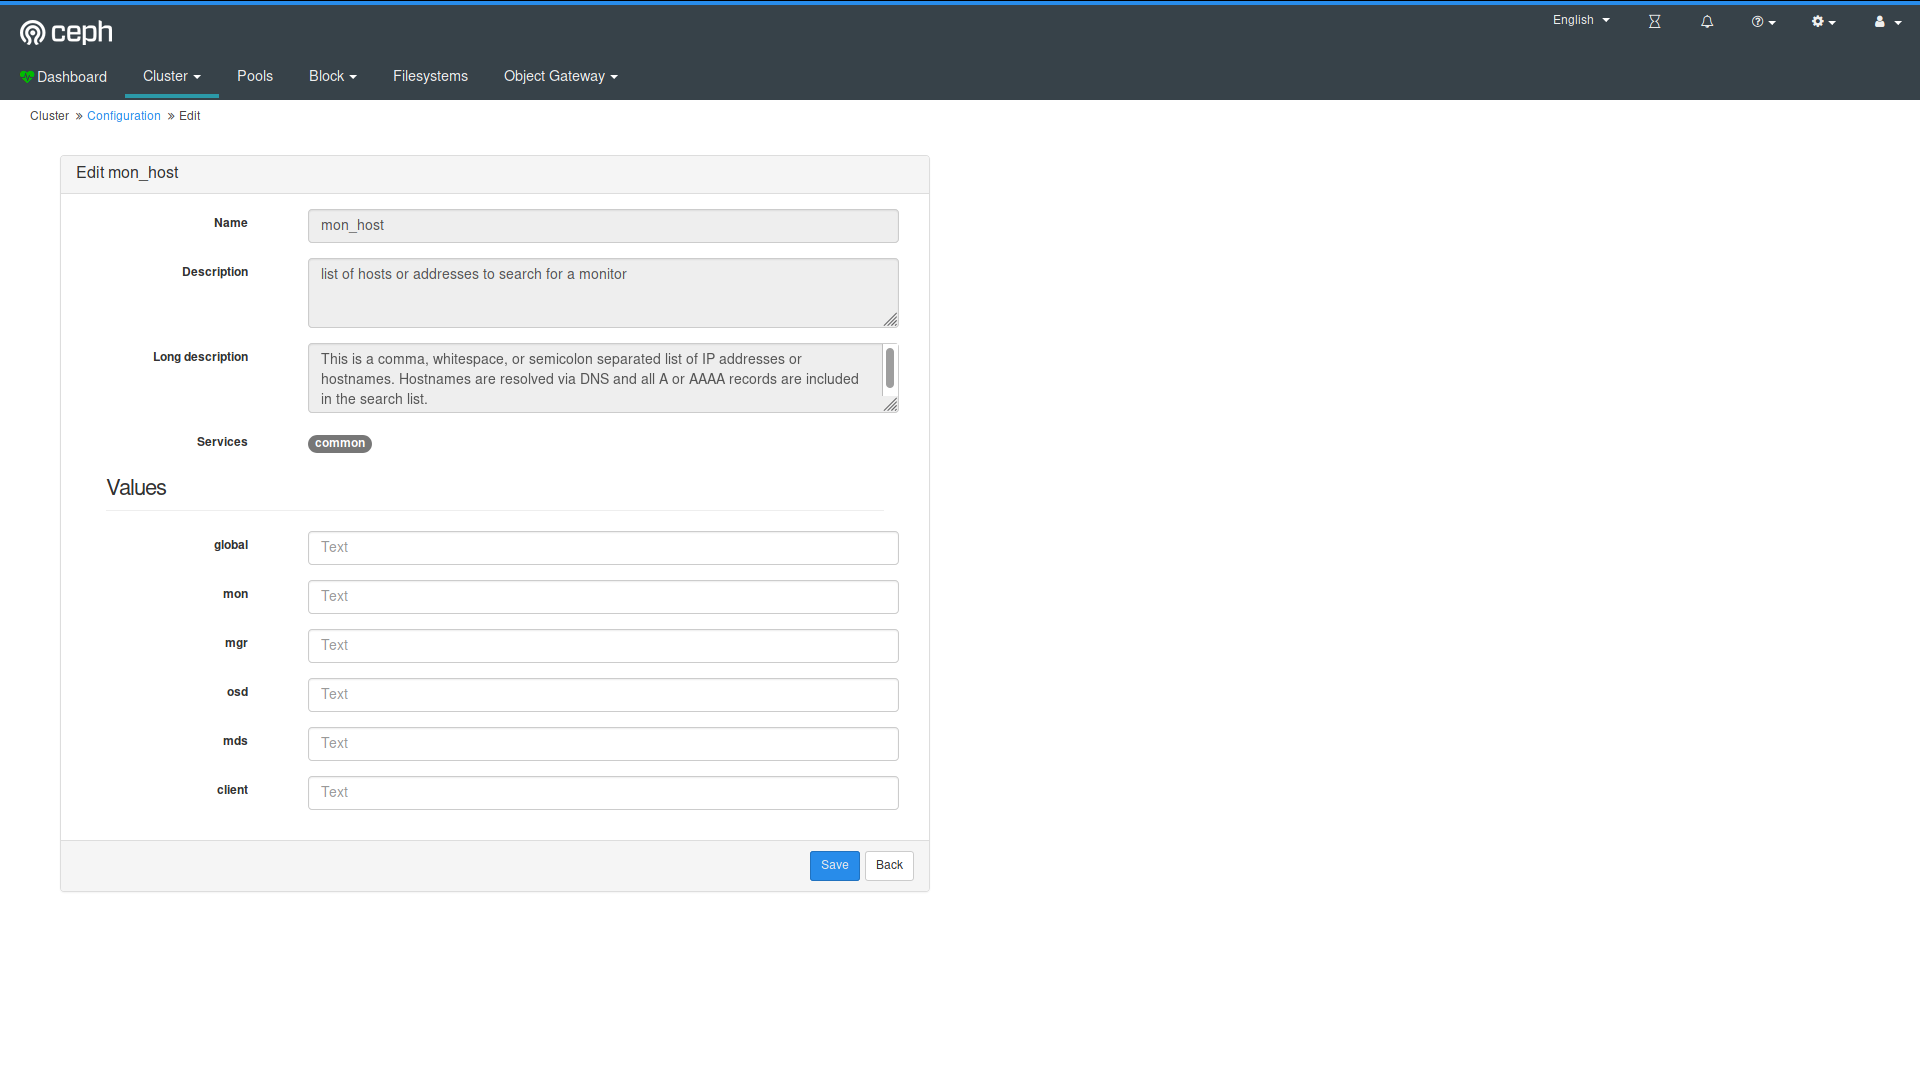 ceph
English
Dashboard Cluster Pools Block Filesystems Object Gateway
Cluster » Configuration » Edit
Edit mon_host
Name mon_host
Description list of hosts or addresses to search for a monitor
Long description This is a comma, whitespace, or semicolon separated list of IP addresses or
hostnames. Hostnames are resolved via DNS and all A or AAAA records are included
in the search list.
Services common
Values
global Text
mon Text
mgr Text
osd Text
mds Text
client Text
Save Back